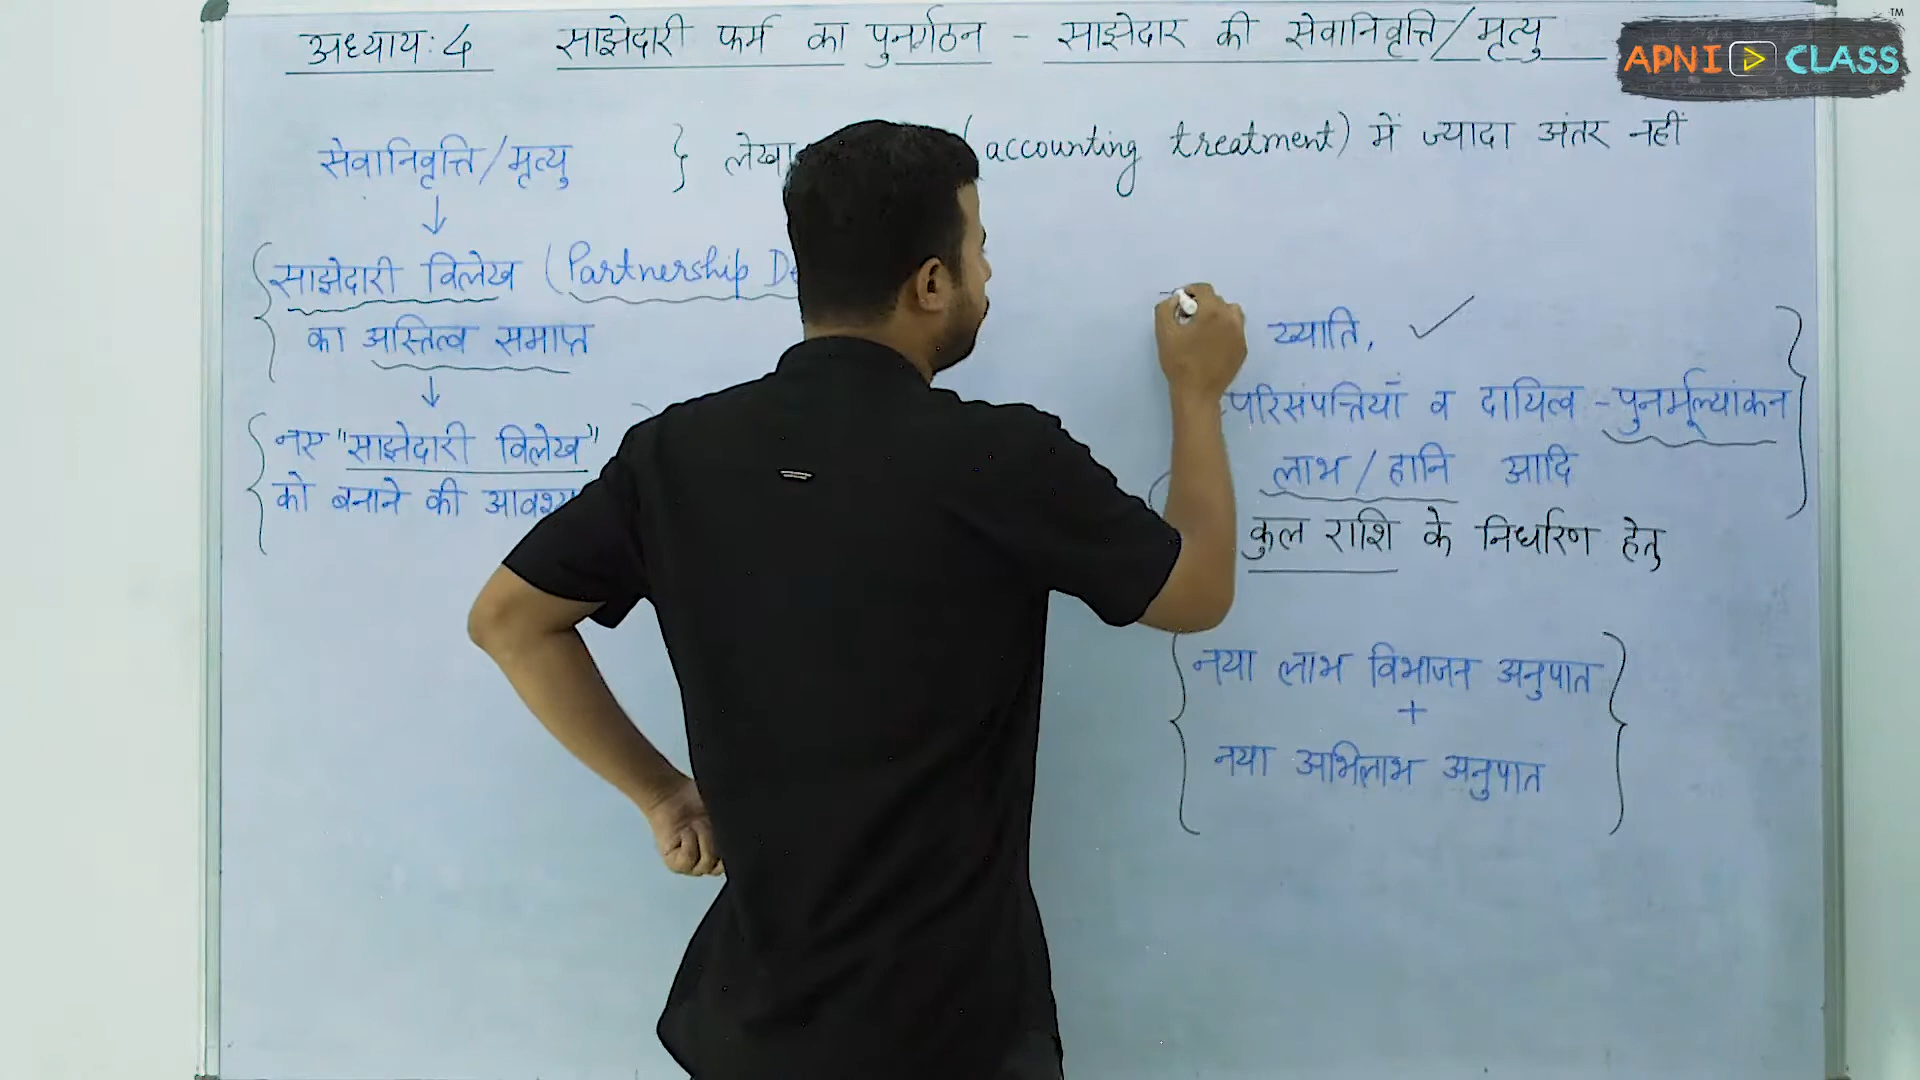 अध्याय: 4 साझेदारी फर्म का पुनर्गठन - साझेदार की सेवानिवृत्ति/मृत्यु
APNI CLASS TM
सेवानिवृत्ति/मृत्यु } लेखा (accounting treatment) में ज्यादा अंतर नहीं
साझेदारी विलेख (Partnership
का अस्तित्व समाप्त
नए "साझेदारी विलेख"
को बनाने की
ख्याति,
परिसंपत्तियाँ व दायित्व - पुनर्मूल्यांकन
लाभ / हानि आदि
कुल राशि के निर्धारण हेतु
नया लाभ विभाजन अनुपात
+
नया अभिलाभ अनुपात